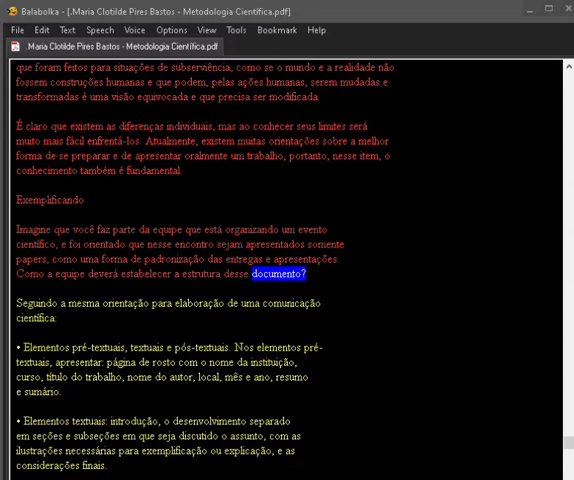 Balabolka - [.Maria Clotilde Pires Bastos - Metodologia Científica.pdf]
File Edit Text Speech Voice Options View Tools Bookmark Help
.Maria Clotilde Pires Bastos - Metodologia Científica.pdf
que foram feitos para situações de subserviência, como se o mundo e a realidade não
fossem construções humanas e que podem, pelas ações humanas, serem mudadas e
transformadas é uma visão equivocada e que precisa ser modificada.
É claro que existem as diferenças individuais, mas ao conhecer seus limites será
muito mais fácil enfrentá-los. Atualmente, existem muitas orientações sobre a melhor
forma de se preparar e de apresentar oralmente um trabalho, portanto, nesse item, o
conhecimento também é fundamental.
Exemplificando
Imagine que você faz parte da equipe que está organizando um evento
científico, e foi orientado que nesse encontro sejam apresentados somente
papers, como uma forma de padronização das entregas e apresentações.
Como a equipe deverá estabelecer a estrutura desse documento?
Seguindo a mesma orientação para elaboração de uma comunicação
científica:
• Elementos pré-textuais, textuais e pós-textuais. Nos elementos pré-
textuais, apresentar: página de rosto com o nome da instituição,
curso, título do trabalho, nome do autor, local, mês e ano, resumo
e sumário.
• Elementos textuais: introdução, o desenvolvimento separado
em seções e subseções em que seja discutido o assunto, com as
ilustrações necessárias para exemplificação ou explicação, e as
considerações finais.